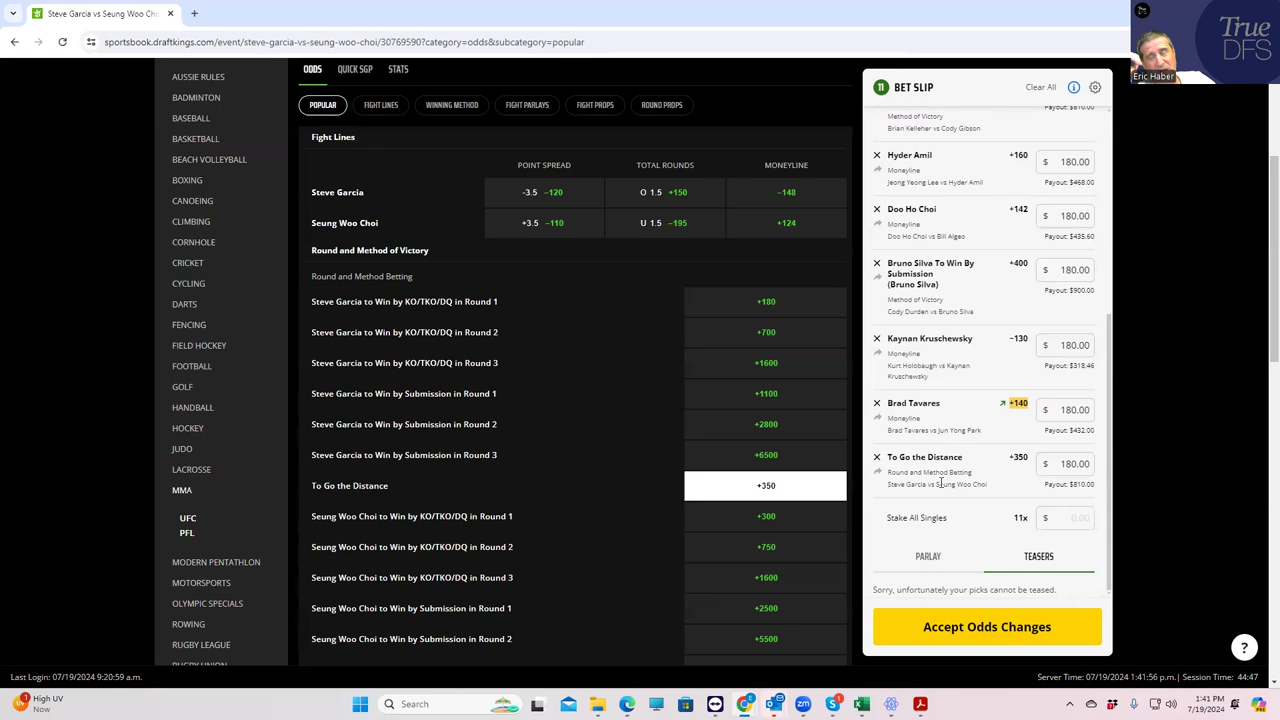 Steve Garcia vs Seung Woo Cho
sportsbook.draftkings.com/event/steve-garcia-vs-seung-woo-choi/30769590?category=odds&subcategory=popular
True
DFS
Eric Haber
AUSSIE RULES
BADMINTON
BASEBALL
BASKETBALL
BEACH VOLLEYBALL
BOXING
CANOEING
CLIMBING
CORNHOLE
CRICKET
CYCLING
DARTS
FENCING
FIELD HOCKEY
FOOTBALL
GOLF
HANDBALL
HOCKEY
JUDO
LACROSSE
MMA
UFC
PFL
MODERN PENTATHLON
MOTORSPORTS
OLYMPIC SPECIALS
ROWING
RUGBY LEAGUE
RUGBY UNION
ODDS QUICK SGP STATS
POPULAR FIGHT LINES WINNING METHOD FIGHT PARLAYS FIGHT PROPS ROUND PROPS
Fight Lines
POINT SPREAD TOTAL ROUNDS MONEYLINE
Steve Garcia -3.5 −120 O 1.5 +150 −148
Seung Woo Choi +3.5 −110 U 1.5 −195 +124
Round and Method of Victory
Round and Method Betting
Steve Garcia to Win by KO/TKO/DQ in Round 1 +180
Steve Garcia to Win by KO/TKO/DQ in Round 2 +700
Steve Garcia to Win by KO/TKO/DQ in Round 3 +1600
Steve Garcia to Win by Submission in Round 1 +1100
Steve Garcia to Win by Submission in Round 2 +2800
Steve Garcia to Win by Submission in Round 3 +6500
To Go the Distance +350
Seung Woo Choi to Win by KO/TKO/DQ in Round 1 +300
Seung Woo Choi to Win by KO/TKO/DQ in Round 2 +750
Seung Woo Choi to Win by KO/TKO/DQ in Round 3 +1600
Seung Woo Choi to Win by Submission in Round 1 +2500
Seung Woo Choi to Win by Submission in Round 2 +5500
11 BET SLIP Clear All
Payout: $810.00
Method of Victory
Brian Kelleher vs Cody Gibson
Hyder Amil +160 $ 180.00
Moneyline
Jeong Yeong Lee vs Hyder Amil Payout: $468.00
Doo Ho Choi +142 $ 180.00
Moneyline
Doo Ho Choi vs Bill Algeo Payout: $435.60
Bruno Silva To Win By +400 $ 180.00
Submission
(Bruno Silva) Payout: $900.00
Method of Victory
Cody Durden vs Bruno Silva
Kaynan Kruschewsky −130 $ 180.00
Moneyline
Kurt Holobaugh vs Kaynan Payout: $318.46
Kruschewsky
Brad Tavares +140 $ 180.00
Moneyline
Brad Tavares vs Jun Yong Park Payout: $432.00
To Go the Distance +350 $ 180.00
Round and Method Betting
Steve Garcia vs Seung Woo Choi Payout: $810.00
Stake All Singles 11x $ 0.00
PARLAY TEASERS
Sorry, unfortunately your picks cannot be teased.
Accept Odds Changes
?
Last Login: 07/19/2024 9:20:59 a.m. Server Time: 07/19/2024 1:41:56 p.m. | Session Time: 44:47
High UV
Now
Search
1:41 PM
7/19/2024